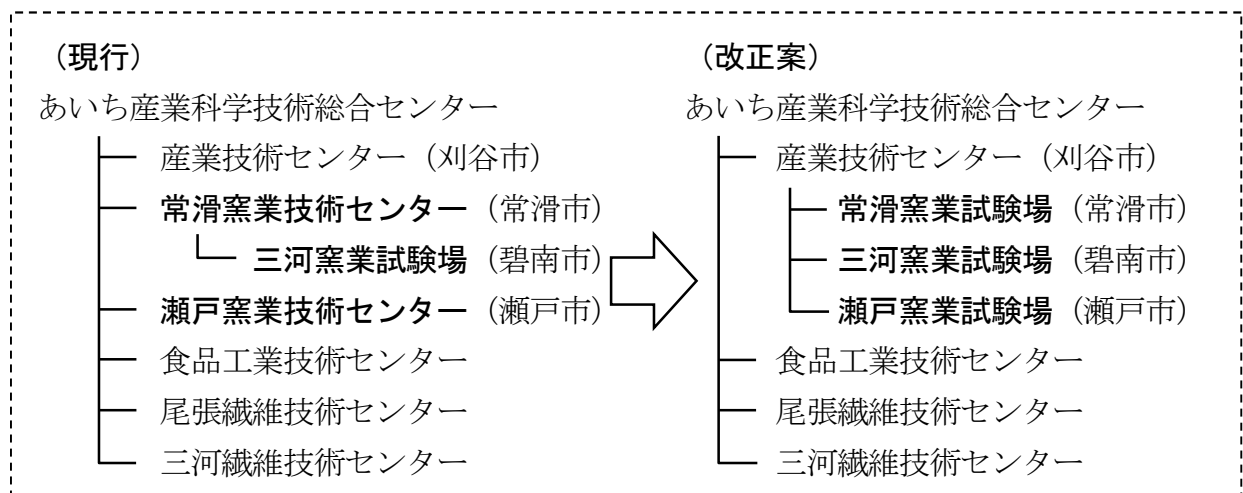 （現行）
あいち産業科学技術総合センター
産業技術センター（刈谷市）
常滑窯業技術センター（常滑市）
三河窯業試験場（碧南市）
瀬戸窯業技術センター（瀬戸市）
食品工業技術センター
尾張繊維技術センター
三河繊維技術センター
（改正案）
あいち産業科学技術総合センター
産業技術センター（刈谷市）
常滑窯業試験場（常滑市）
三河窯業試験場（碧南市）
瀬戸窯業試験場（瀬戸市）
食品工業技術センター
尾張繊維技術センター
三河繊維技術センター